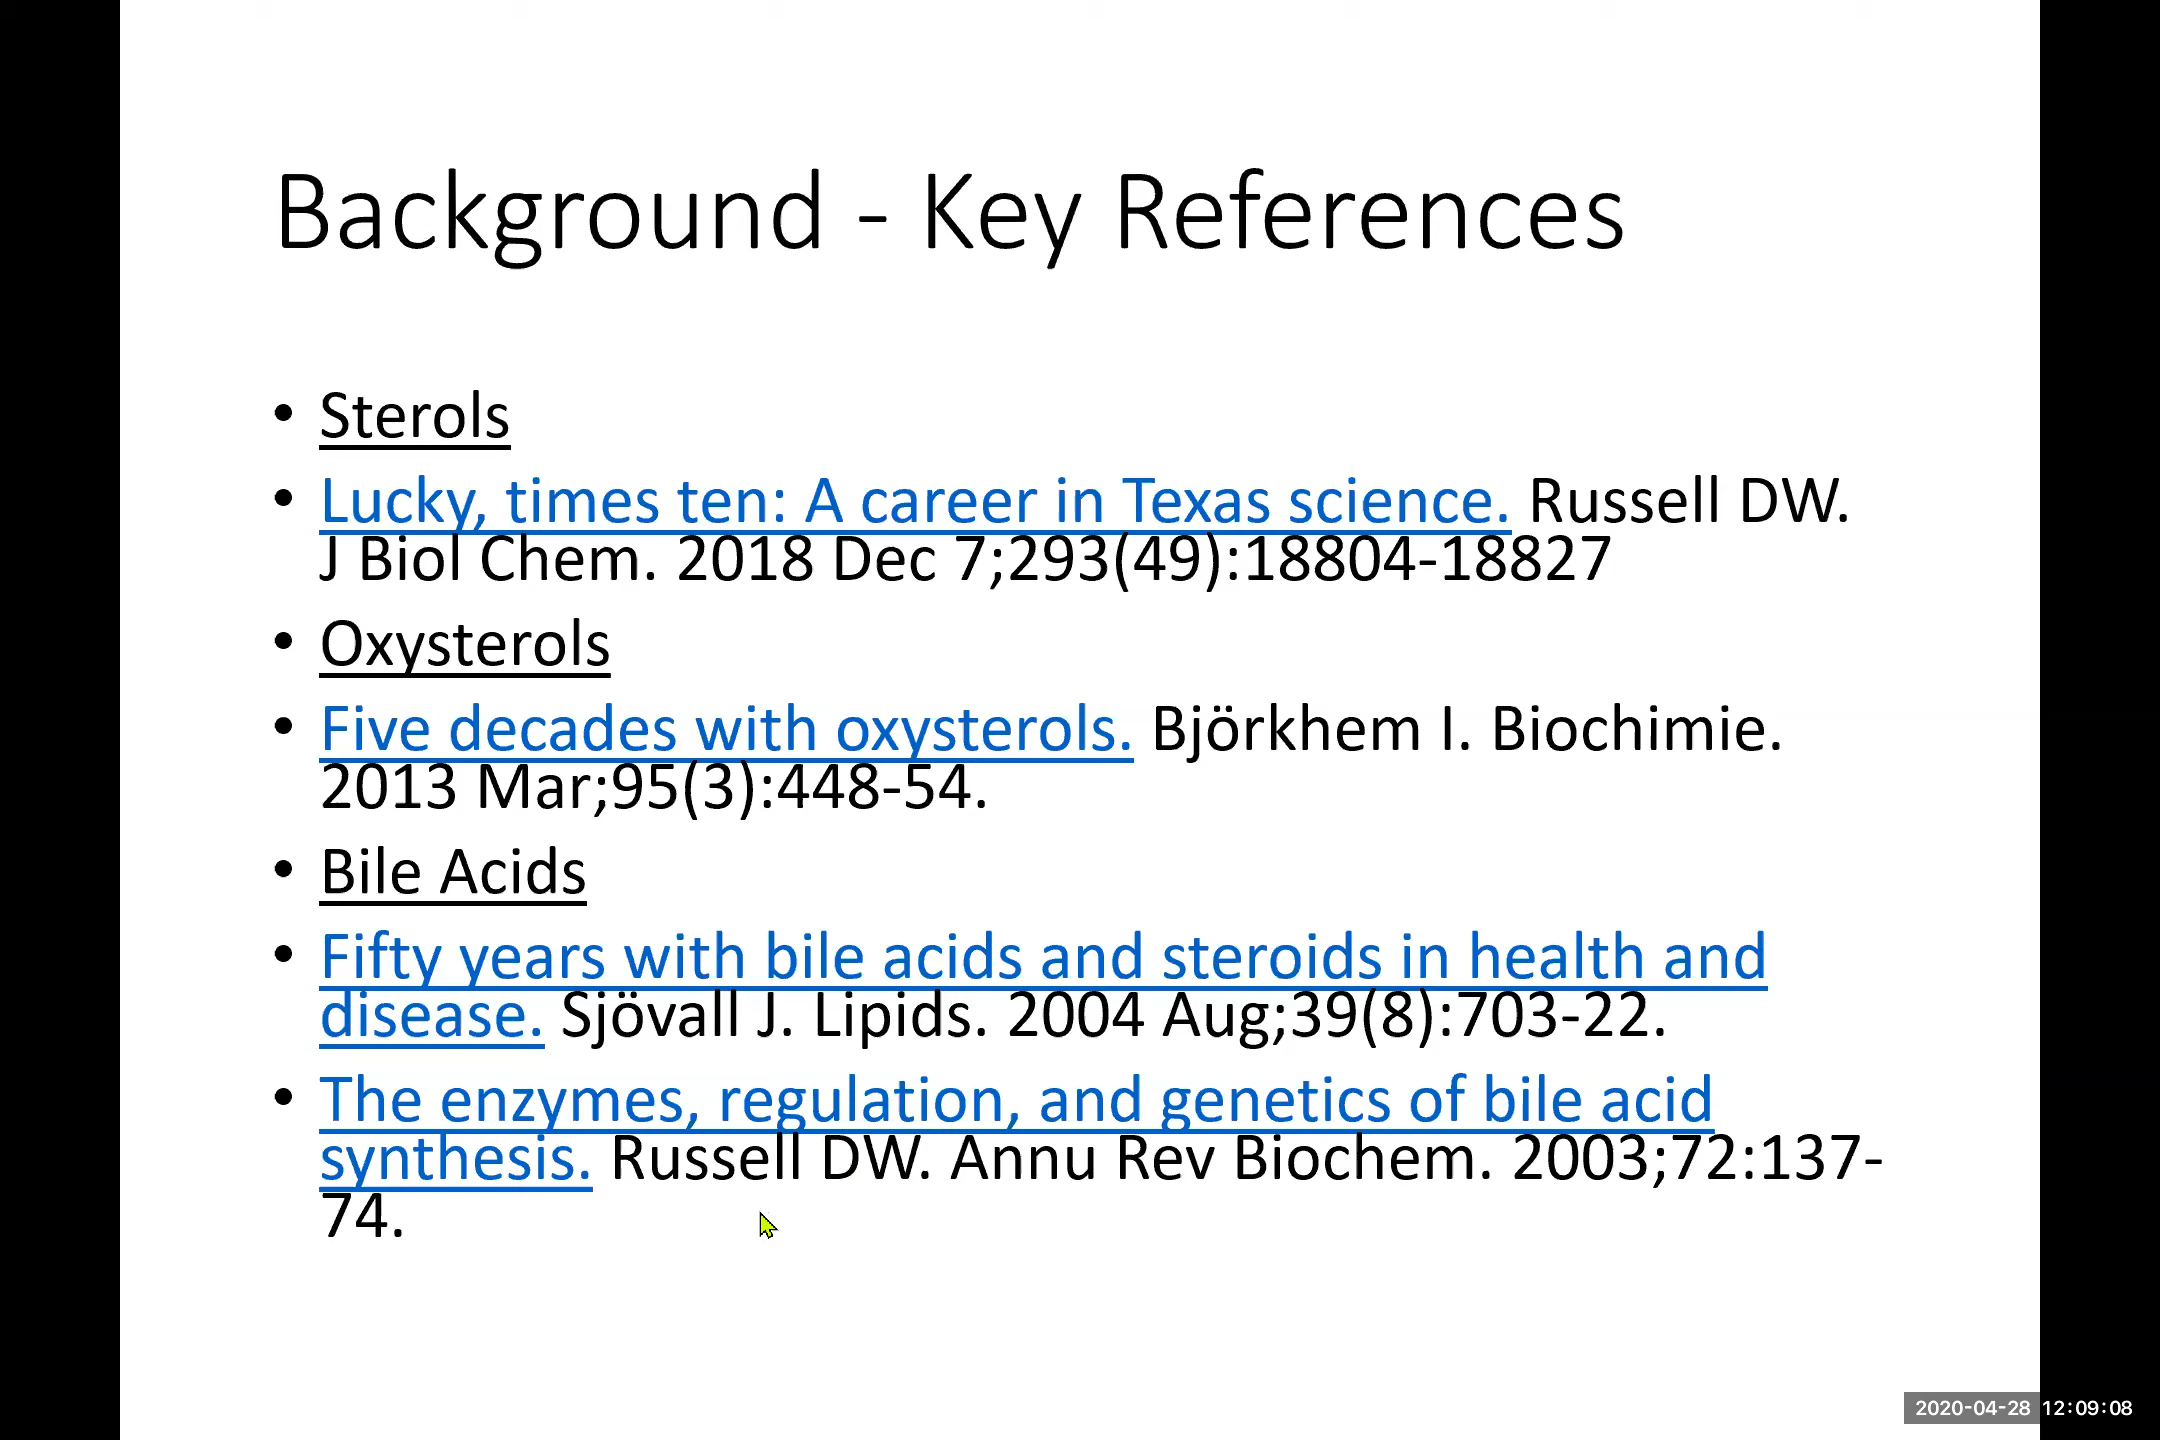 Background - Key References
• Sterols
• Lucky, times ten: A career in Texas science. Russell DW.
J Biol Chem. 2018 Dec 7;293(49):18804-18827
• Oxysterols
• Five decades with oxysterols. Björkhem I. Biochimie.
2013 Mar;95(3):448-54.
• Bile Acids
• Fifty years with bile acids and steroids in health and
disease. Sjövall J. Lipids. 2004 Aug;39(8):703-22.
• The enzymes, regulation, and genetics of bile acid
synthesis. Russell DW. Annu Rev Biochem. 2003;72:137-
74.
2020-04-28 12:09:08